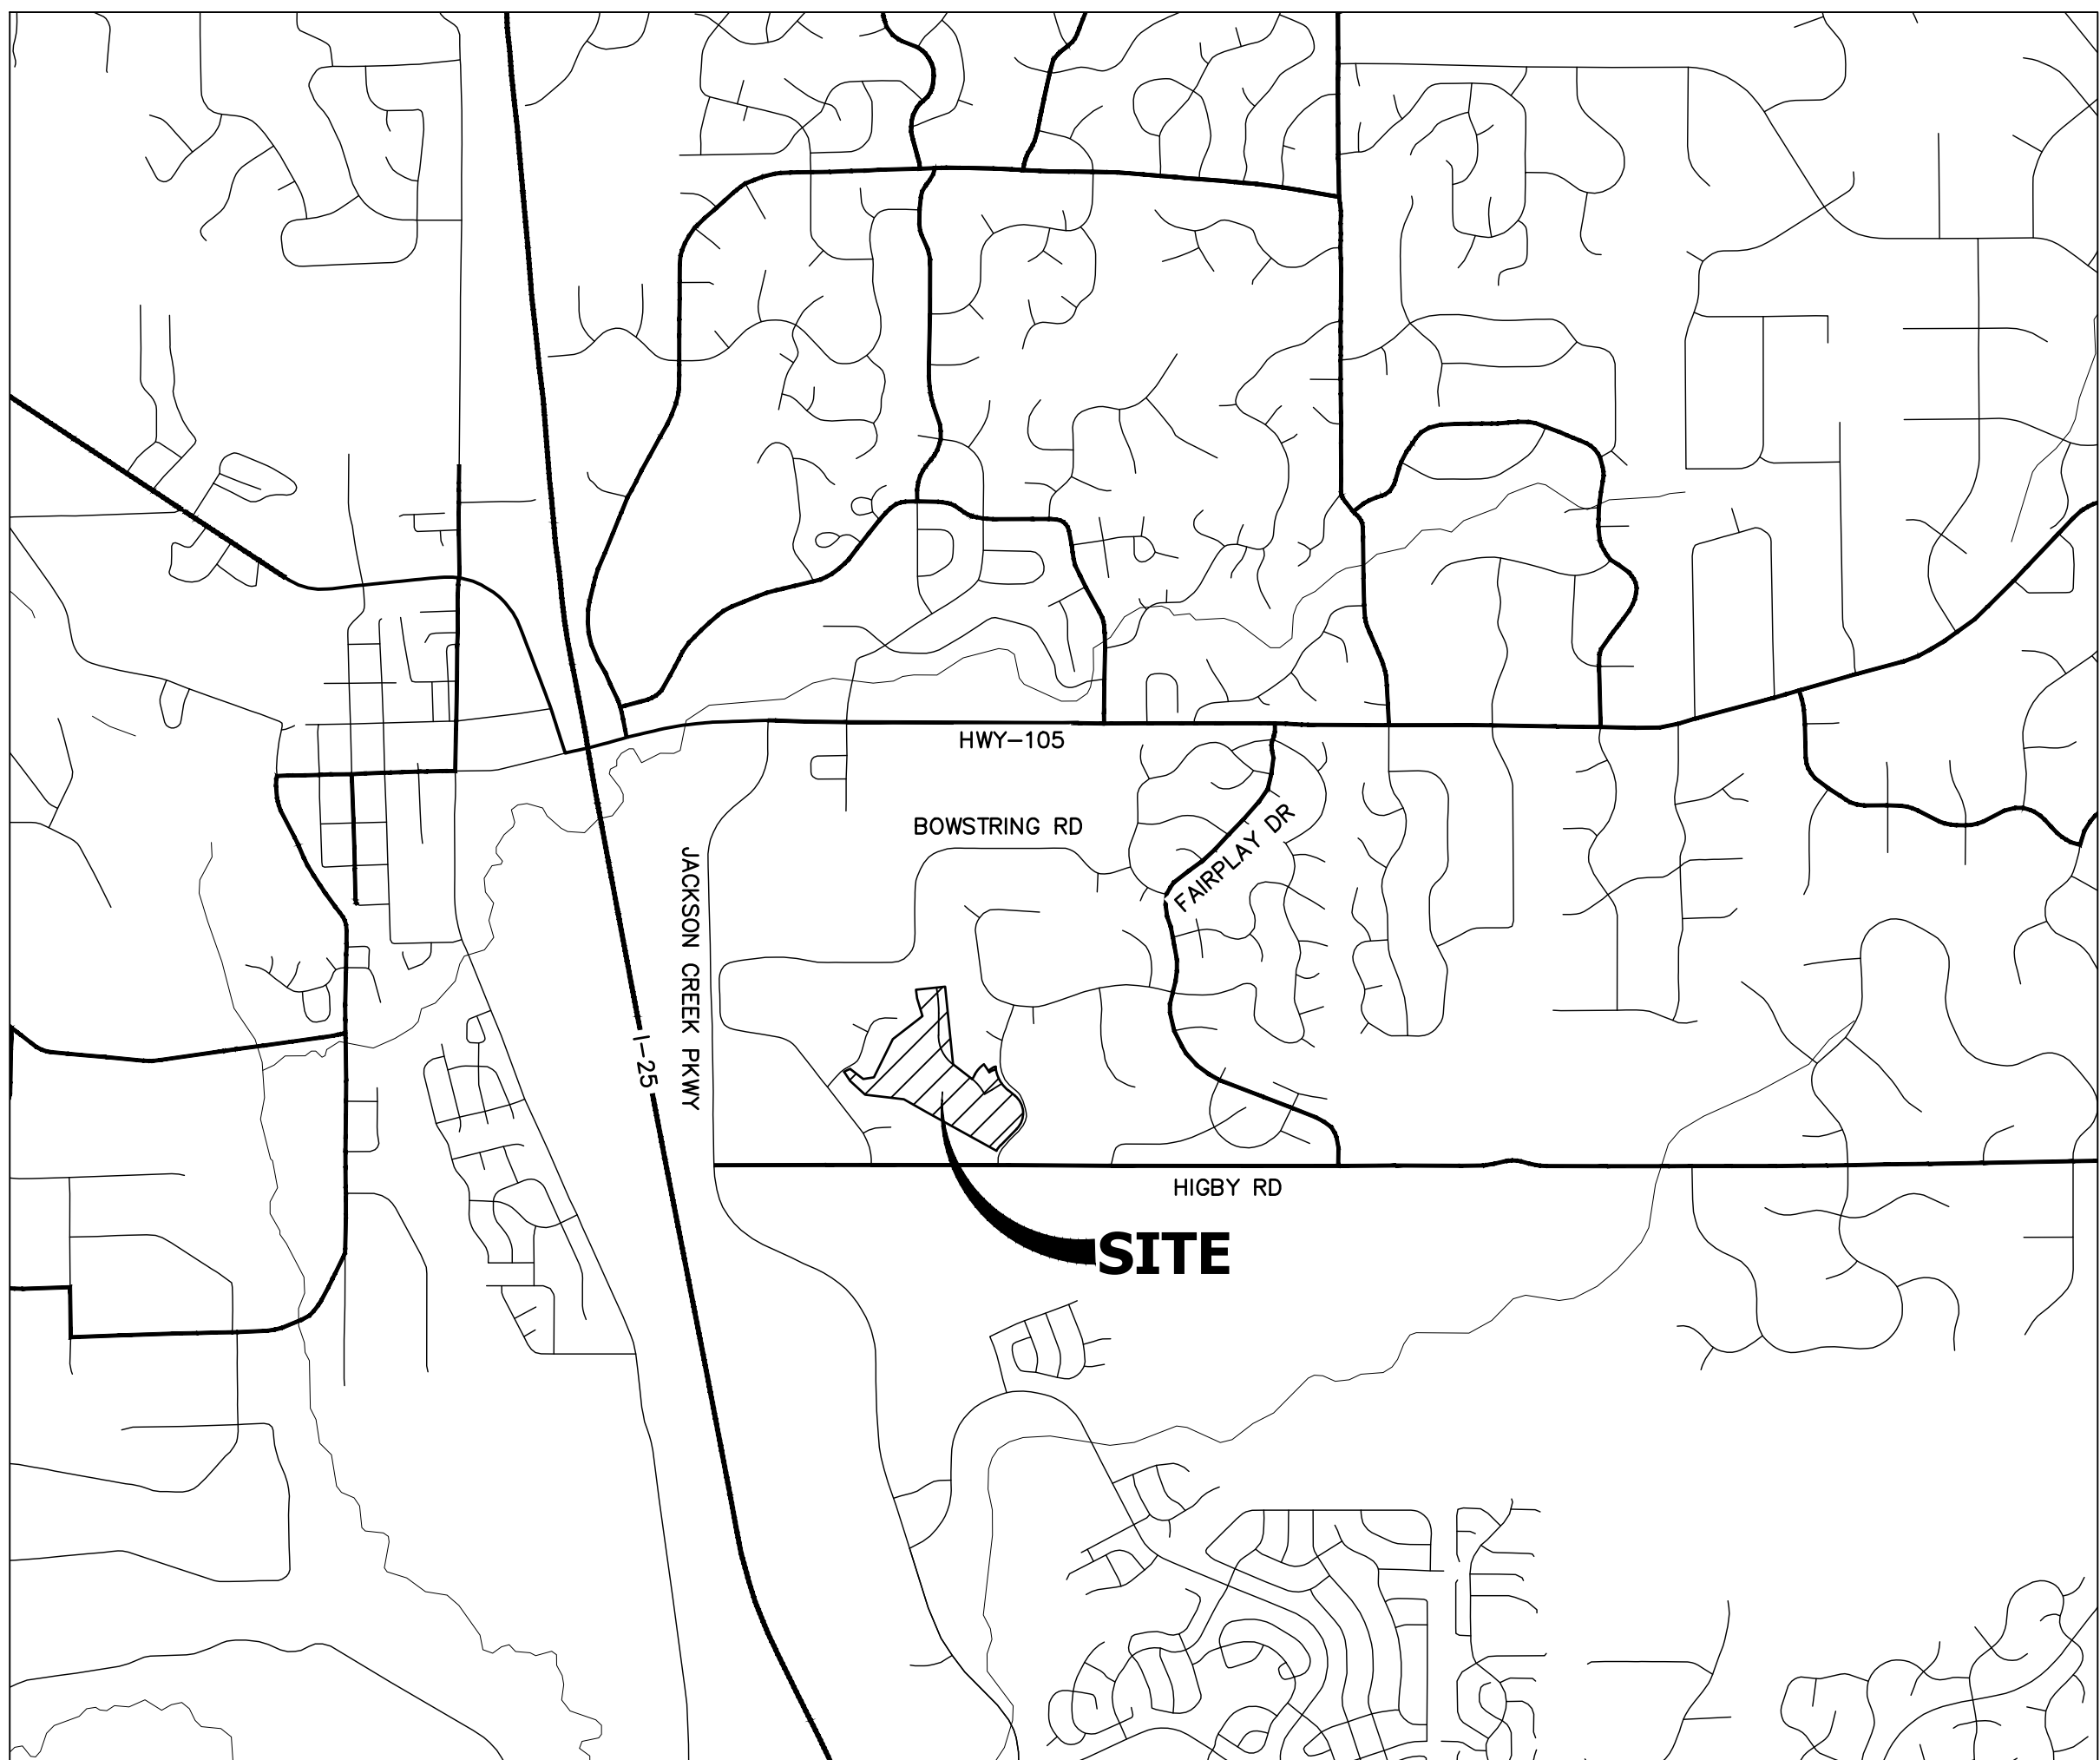 HWY-105
BOWSTRING RD
FAIRPLAY DR
JACKSON CREEK PKWY
I-25
HIGBY RD
SITE